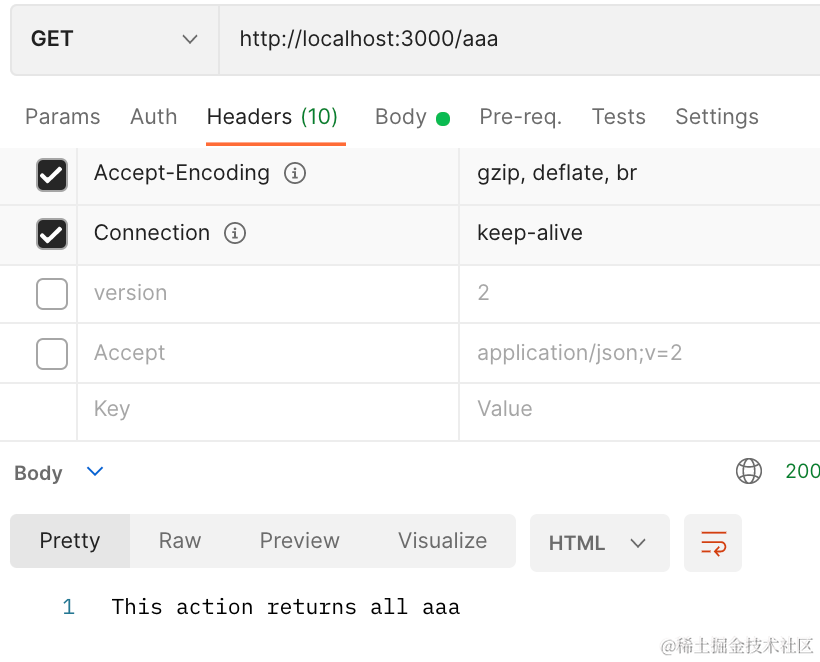 GET http://localhost:3000/aaa
Params Auth Headers (10) Body Pre-req. Tests Settings
Accept-Encoding gzip, deflate, br
Connection keep-alive
version 2
Accept application/json;v=2
Key Value
Body 200
Pretty Raw Preview Visualize HTML
1 This action returns all aaa
@稀土掘金技术社区